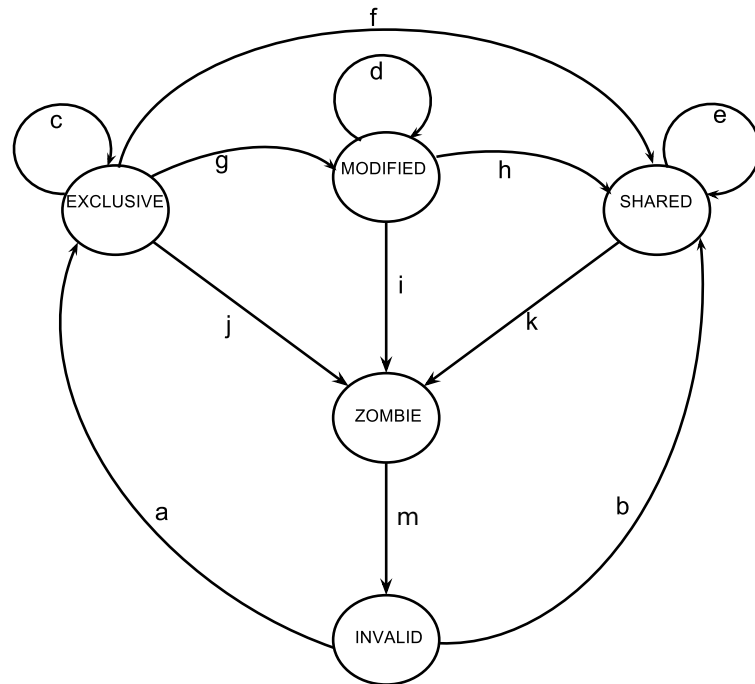 f
d
c
e
g
MODIFIED
h
EXCLUSIVE
SHARED
i
j
k
ZOMBIE
a
b
m
INVALID